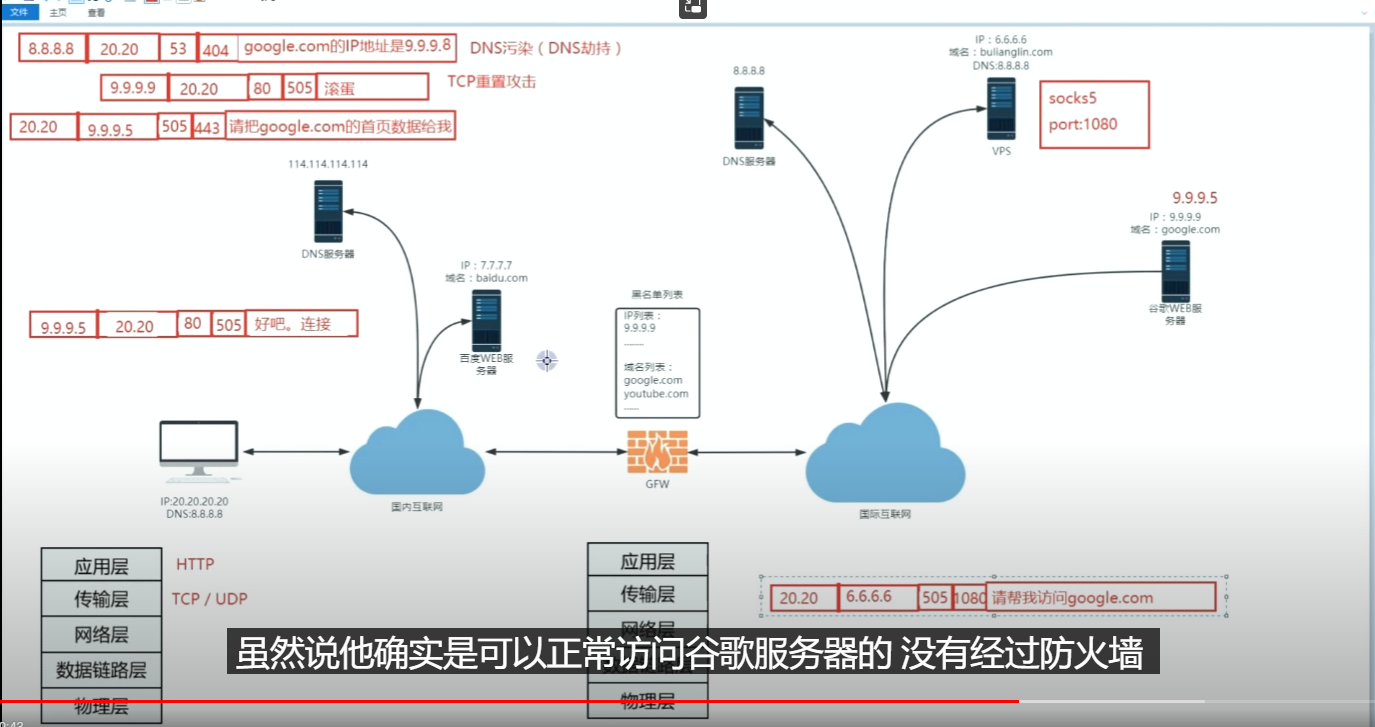 文件 主页 查看
8.8.8.8 20.20 53 404 google.com的IP地址是9.9.9.8 DNS污染（DNS劫持）
9.9.9.9 20.20 80 505 滚蛋 TCP重置攻击
20.20 9.9.9.5 505 443 请把google.com的首页数据给我
114.114.114.114
DNS服务器
IP：7.7.7.7
域名：baidu.com
百度WEB服
务器
9.9.9.5 20.20 80 505 好吧。连接
8.8.8.8
DNS服务器
IP：6.6.6.6
域名：bulianglin.com
DNS:8.8.8.8
VPS
socks5
port:1080
9.9.9.5
IP：9.9.9.9
域名：google.com
谷歌WEB服
务器
黑名单列表
IP列表：
9.9.9.9
域名列表：
google.com
youtube.com
GFW
IP:20.20.20.20
DNS:8.8.8.8
国内互联网
国际互联网
应用层 HTTP
传输层 TCP / UDP
网络层
数据链路层
物理层
应用层
传输层
网络层
数据链路层
物理层
20.20 6.6.6.6 505 1080 请帮我访问google.com
虽然说他确实是可以正常访问谷歌服务器的 没有经过防火墙